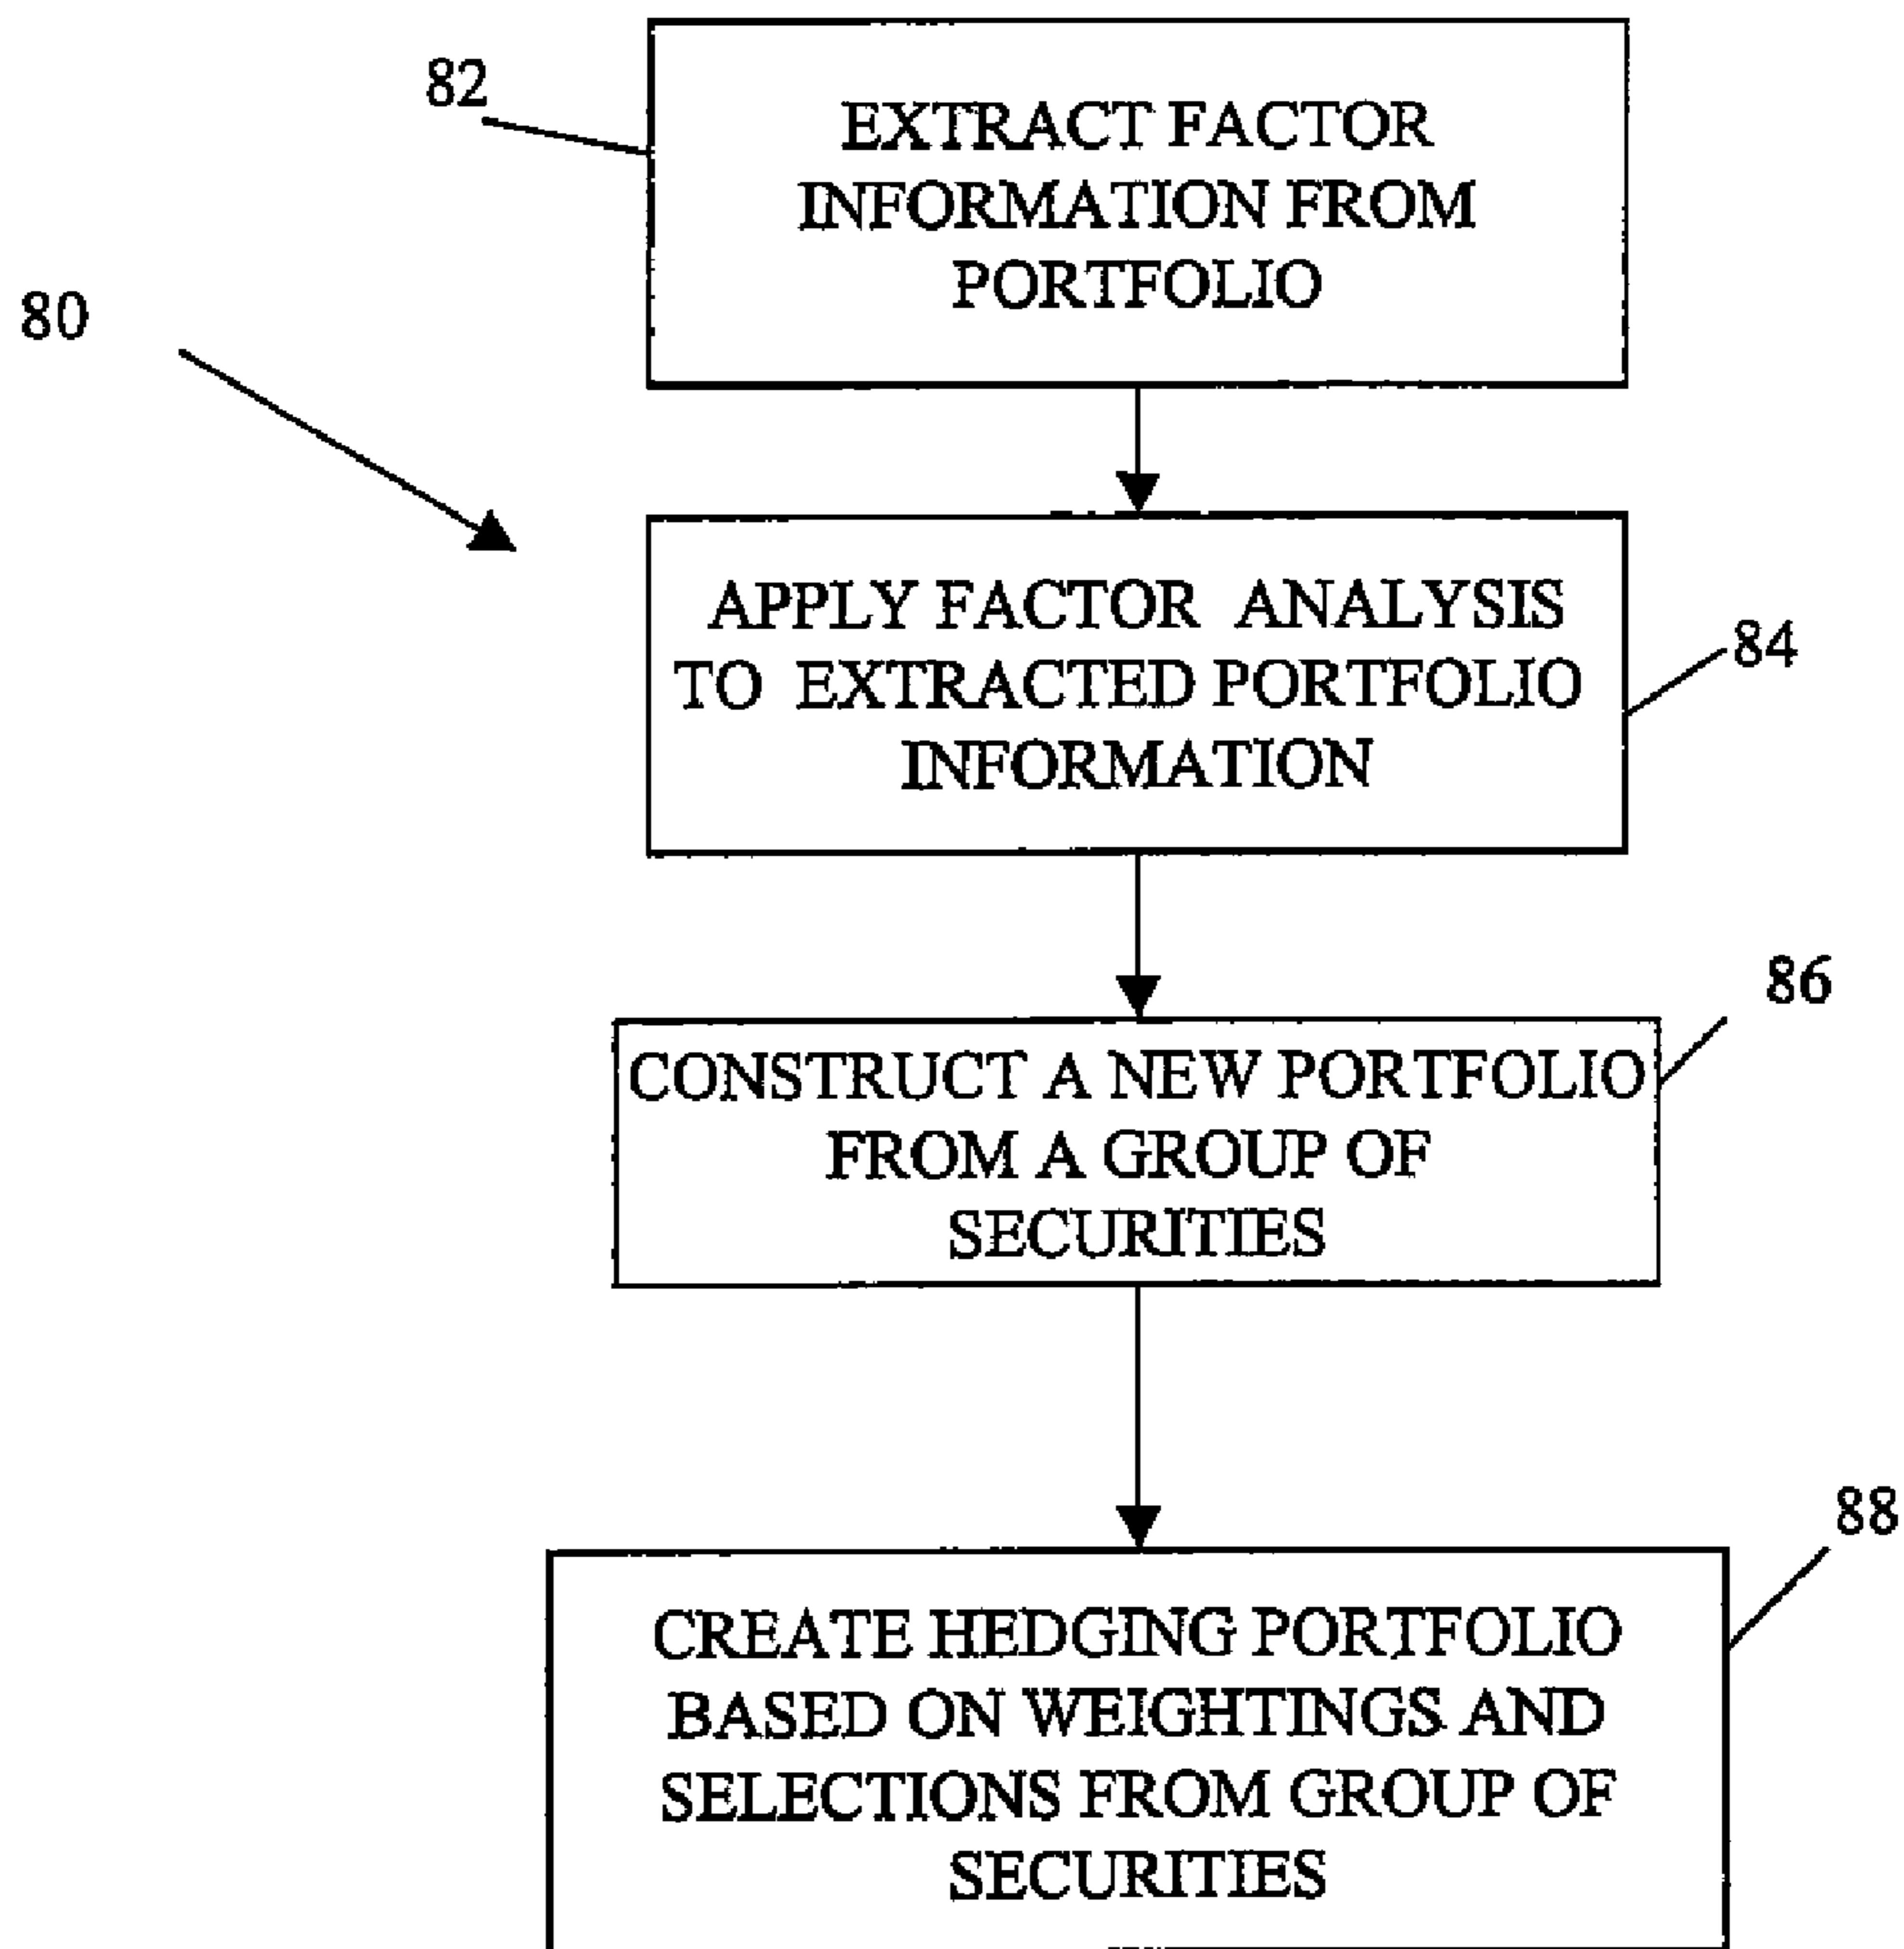 82
EXTRACT FACTOR
INFORMATION FROM
PORTFOLIO
80
APPLY FACTOR ANALYSIS
TO EXTRACTED PORTFOLIO
INFORMATION
84
86
CONSTRUCT A NEW PORTFOLIO
FROM A GROUP OF
SECURITIES
88
CREATE HEDGING PORTFOLIO
BASED ON WEIGHTINGS AND
SELECTIONS FROM GROUP OF
SECURITIES